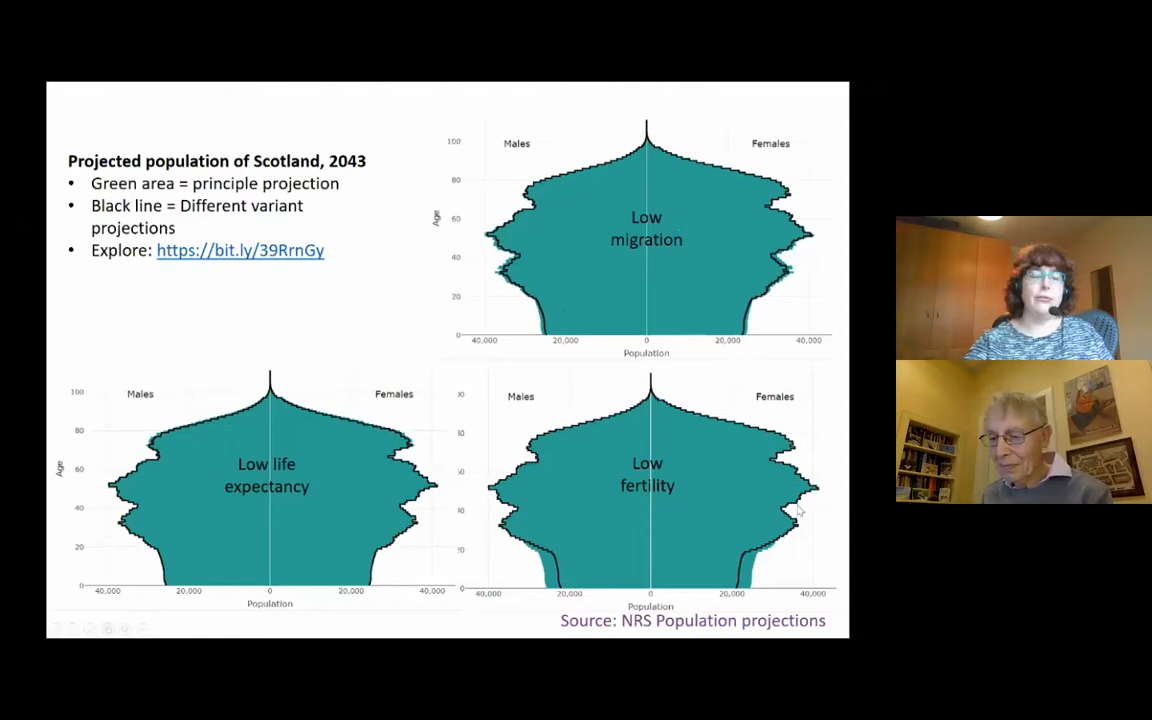 Projected population of Scotland, 2043
• Green area = principle projection
• Black line = Different variant
projections
• Explore: https://bit.ly/39RrnGy
Males
Females
100
80
60
40
20
0
Age
Low
migration
40,000 20,000 0 20,000 40,000
Population
Males
Females
100
80
60
40
20
0
Age
Low life
expectancy
40,000 20,000 0 20,000 40,000
Population
Males
Females
Low
fertility
40,000 20,000 0 20,000 40,000
Population
Source: NRS Population projections